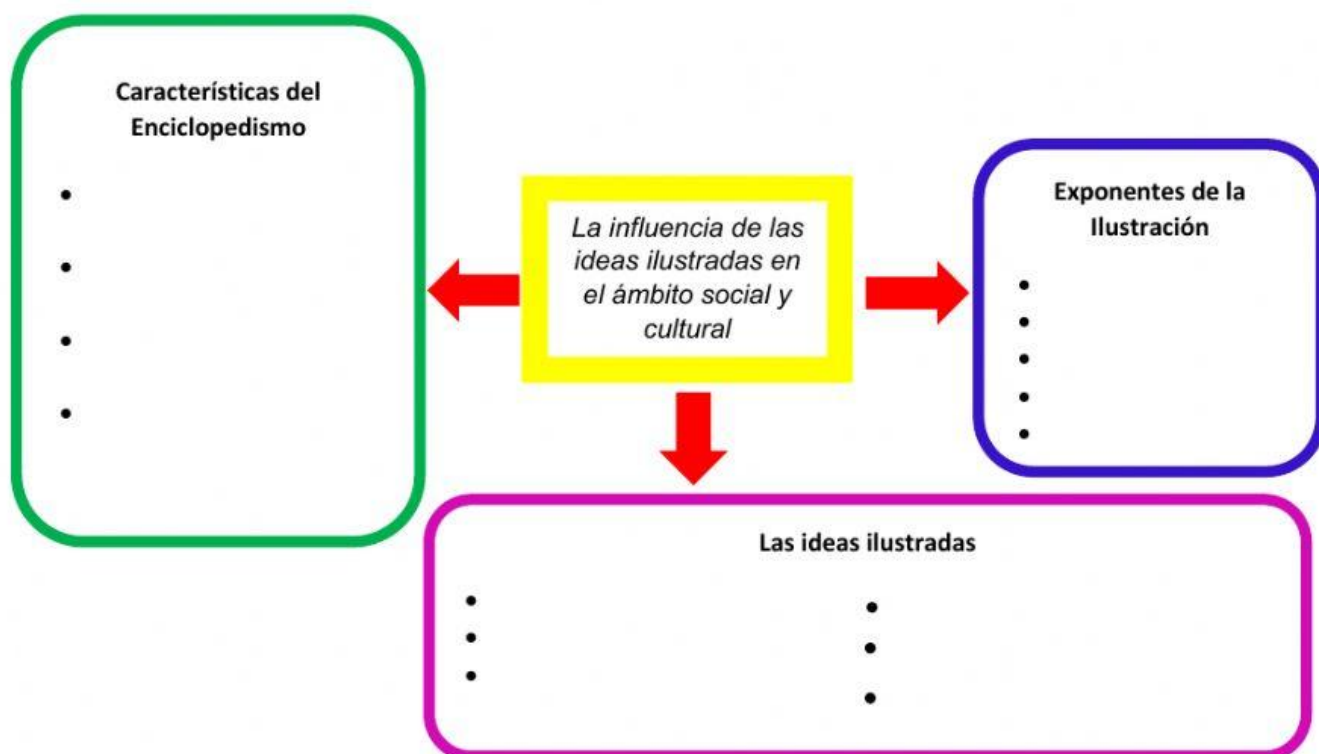 Característícas del
Enciclopedismo
•
•
•
•
La influencia de las
ideas ilustradas en
el ámbito social y
cultural
Exponentes de la
Ilustración
•
•
•
•
•
Las ideas ilustradas
•
•
•
•
•
•